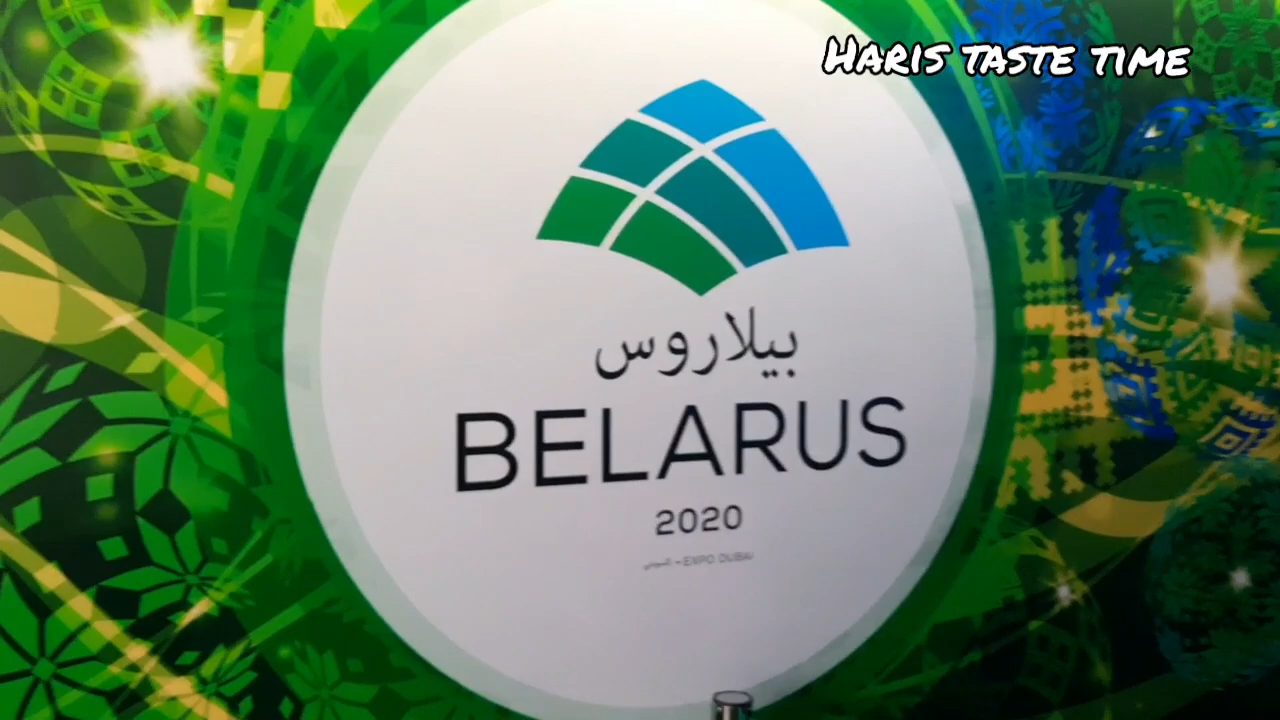 HARIS TASTE TIME
بيلاروس
BELARUS
2020
EXPO DUBAI